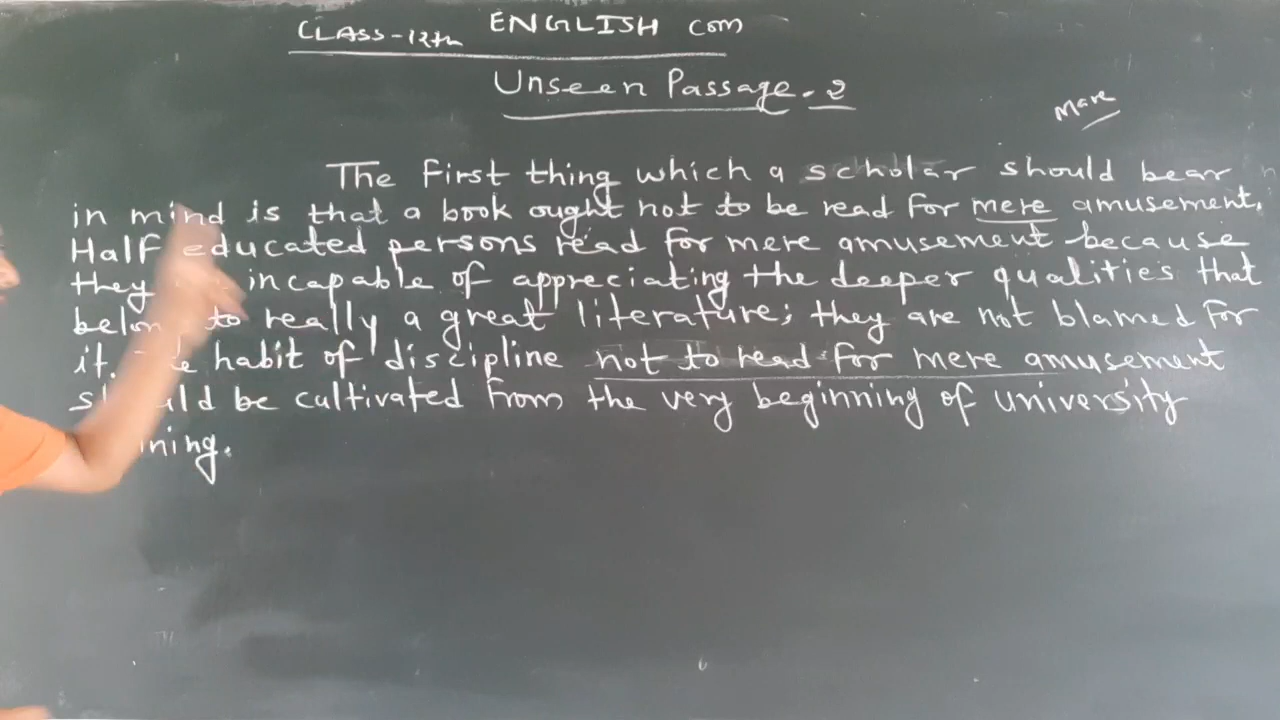 CLASS-12th ENGLISH com
Unseen Passage. 2
Mare
The first thing which a scholar should bear
in mind is that a book ought not to be read for mere amusement.
Half educated persons read for mere amusement because
they incapable of appreciating the deeper qualities that
belong to really a great literature; they are not blamed for
it. habit of discipline not to read for mere amusement
should be cultivated from the very beginning of university